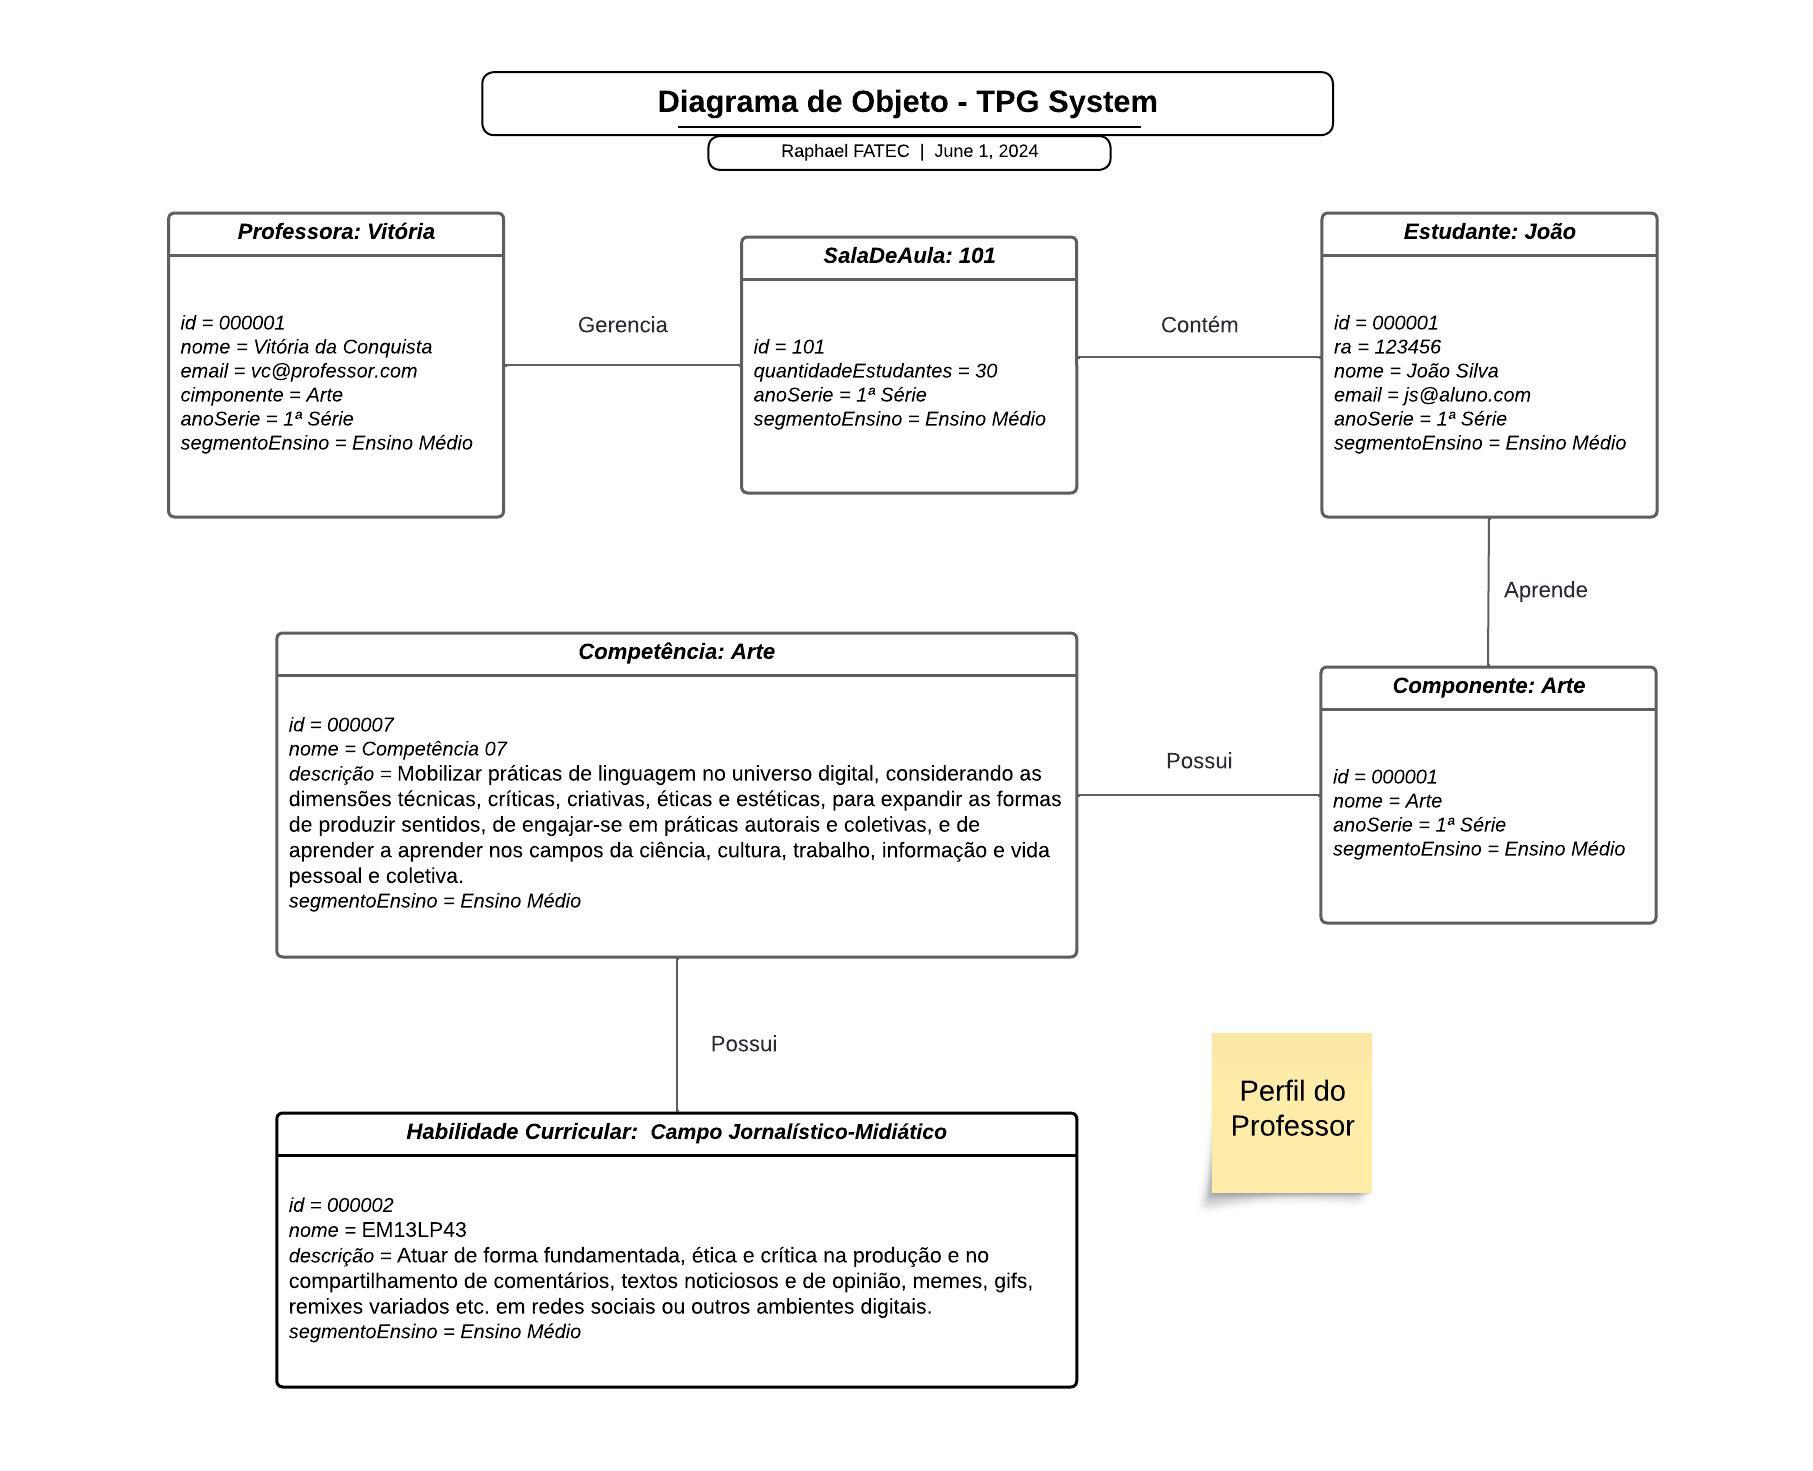 Diagrama de Objeto - TPG System
Raphael FATEC | June 1, 2024
Professora: Vitória
id = 000001
nome = Vitória da Conquista
email = vc@professor.com
cimponente = Arte
anoSerie = 1ª Série
segmentoEnsino = Ensino Médio
Gerencia
SalaDeAula: 101
id = 101
quantidadeEstudantes = 30
anoSerie = 1ª Série
segmentoEnsino = Ensino Médio
Contém
Estudante: João
id = 000001
ra = 123456
nome = João Silva
email = js@aluno.com
anoSerie = 1ª Série
segmentoEnsino = Ensino Médio
Aprende
Componente: Arte
id = 000001
nome = Arte
anoSerie = 1ª Série
segmentoEnsino = Ensino Médio
Possui
Competência: Arte
id = 000007
nome = Competência 07
descrição = Mobilizar práticas de linguagem no universo digital, considerando as
dimensões técnicas, críticas, criativas, éticas e estéticas, para expandir as formas
de produzir sentidos, de engajar-se em práticas autorais e coletivas, e de
aprender a aprender nos campos da ciência, cultura, trabalho, informação e vida
pessoal e coletiva.
segmentoEnsino = Ensino Médio
Possui
Habilidade Curricular: Campo Jornalístico-Midiático
id = 000002
nome = EM13LP43
descrição = Atuar de forma fundamentada, ética e crítica na produção e no
compartilhamento de comentários, textos noticiosos e de opinião, memes, gifs,
remixes variados etc. em redes sociais ou outros ambientes digitais.
segmentoEnsino = Ensino Médio
Perfil do
Professor